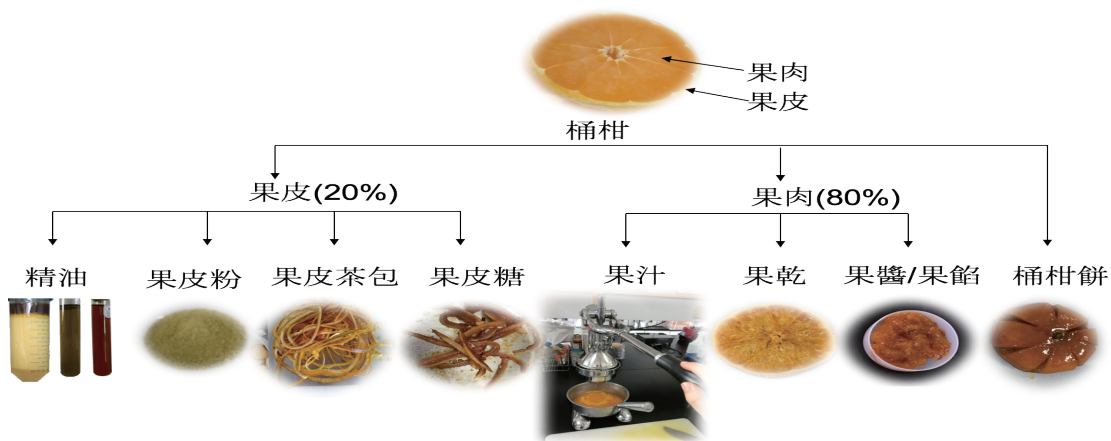 果肉
果皮
桶柑
果皮(20%)
果肉(80%)
精油
果皮粉
果皮茶包
果皮糖
果汁
果乾
果醬/果餡
桶柑餅